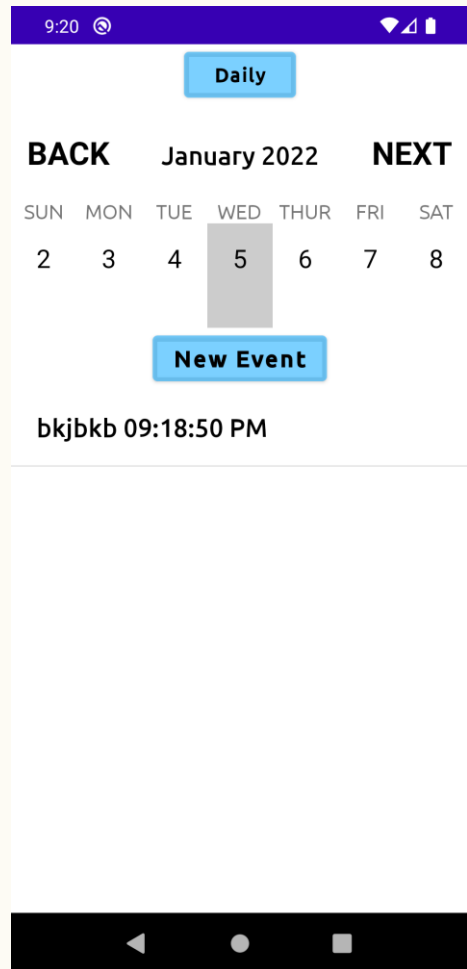 9:20
Daily
BACK January 2022 NEXT
SUN MON TUE WED THUR FRI SAT
2 3 4 5 6 7 8
New Event
bkjbkb 09:18:50 PM